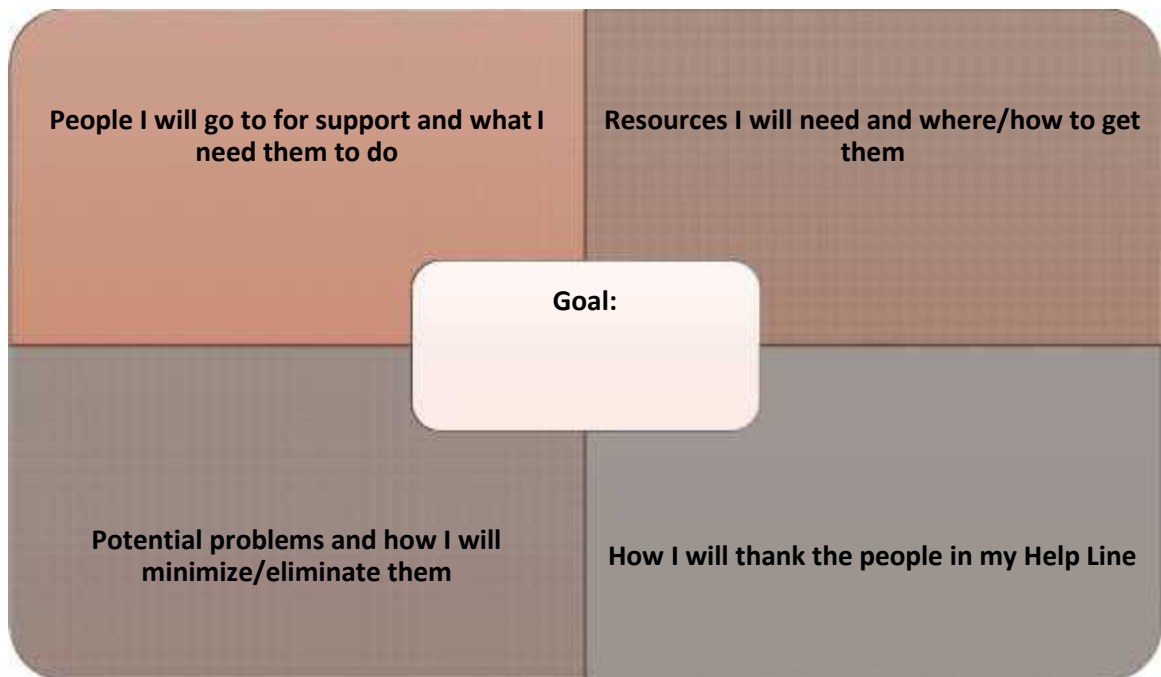 People I will go to for support and what I
need them to do
Resources I will need and where/how to get
them
Goal:
Potential problems and how I will
minimize/eliminate them
How I will thank the people in my Help Line